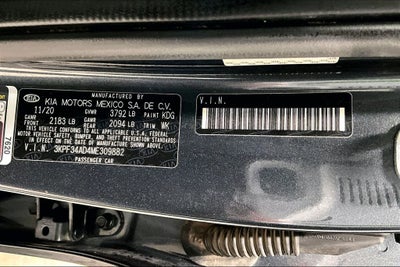 MANUFACTURED BY
KIA KIA MOTORS MEXICO S.A. DE C.V.
11/20 GVWR 3792 LB PAINT KDG
GAWR FRONT 2183 LB GAWR REAR 2094 LB TRIM WK
THIS VEHICLE CONFORMS TO ALL APPLICABLE U.S.A. FEDERAL
MOTOR VEHICLE SAFETY, BUMPER, AND THEFT PREVENTION
STANDARDS IN EFFECT ON THE DATE OF MANUFACTURE SHOWN ABOVE.
V.I.N. 3KPF34AD4ME309882
PASSENGER CAR
V.I.N.
7620